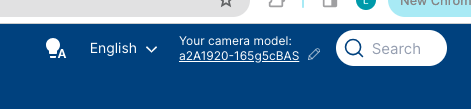 New Chrom
L
A
English
Your camera model:
a2A1920-165g5cBAS
Search